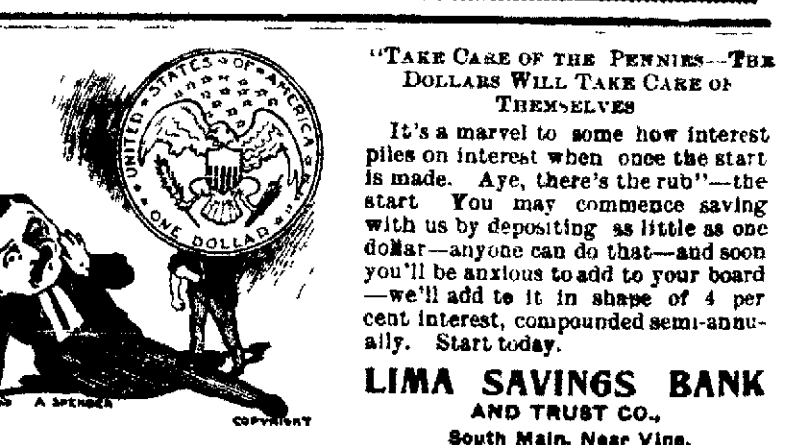 UNITED STATES OF AMERICA
ONE DOLLAR
A SPENDER
COPYRIGHT
"TAKE CARE OF THE PENNIES—THE
DOLLARS WILL TAKE CARE OF
THEMSELVES
It's a marvel to some how interest
piles on interest when once the start
is made. Aye, there's the rub"—the
start You may commence saving
with us by depositing as little as one
dollar—anyone can do that—and soon
you'll be anxious to add to your board
—we'll add to it in shape of 4 per
cent interest, compounded semi-annu-
ally. Start today.
LIMA SAVINGS BANK
AND TRUST CO.,
South Main, Near Vine.